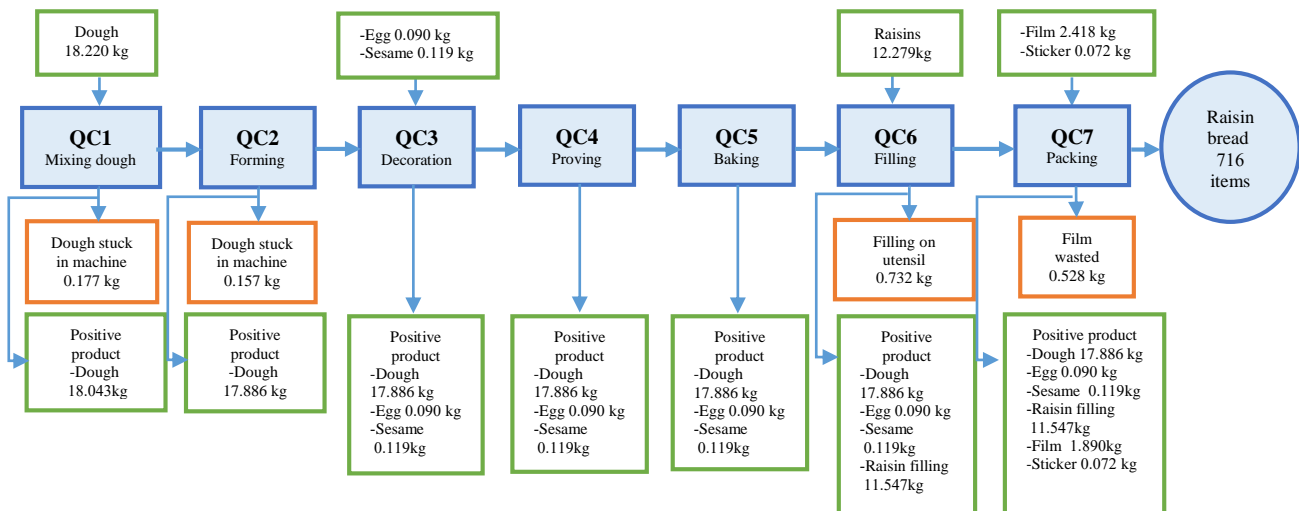 Dough
18.220 kg
-Egg 0.090 kg
-Sesame 0.119 kg
Raisins
12.279kg
-Film 2.418 kg
-Sticker 0.072 kg
QC1
Mixing dough
QC2
Forming
QC3
Decoration
QC4
Proving
QC5
Baking
QC6
Filling
QC7
Packing
Raisin
bread
716
items
Dough stuck
in machine
0.177 kg
Dough stuck
in machine
0.157 kg
Filling on
utensil
0.732 kg
Film
wasted
0.528 kg
Positive
product
-Dough
18.043kg
Positive
product
-Dough
17.886 kg
Positive
product
-Dough
17.886 kg
-Egg 0.090 kg
-Sesame
0.119kg
Positive
product
-Dough
17.886 kg
-Egg 0.090 kg
-Sesame
0.119kg
Positive
product
-Dough
17.886 kg
-Egg 0.090 kg
-Sesame
0.119kg
Positive
product
-Dough
17.886 kg
-Egg 0.090 kg
-Sesame
0.119kg
-Raisin filling
11.547kg
Positive product
-Dough 17.886 kg
-Egg 0.090 kg
-Sesame 0.119kg
-Raisin filling
11.547kg
-Film 1.890kg
-Sticker 0.072 kg